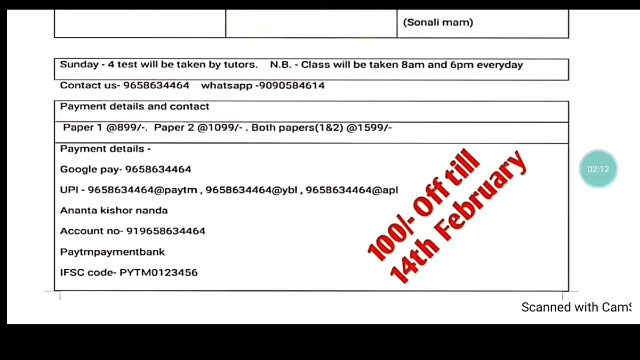 (Sonali mam)
Sunday - 4 test will be taken by tutors. N.B. - Class will be taken 8am and 6pm everyday
Contact us- 9658634464 whatsapp -9090584614
Payment details and contact
Paper 1 @899/-. Paper 2 @1099/- . Both papers(1&2) @1599/-
Payment details -
Google pay- 9658634464
UPI - 9658634464@paytm , 9658634464@ybl , 9658634464@apl
Ananta kishor nanda
Account no- 919658634464
Paytmpaymentbank
IFSC code- PYTM0123456
100/- Off till
14th February
02:12
Scanned with CamS